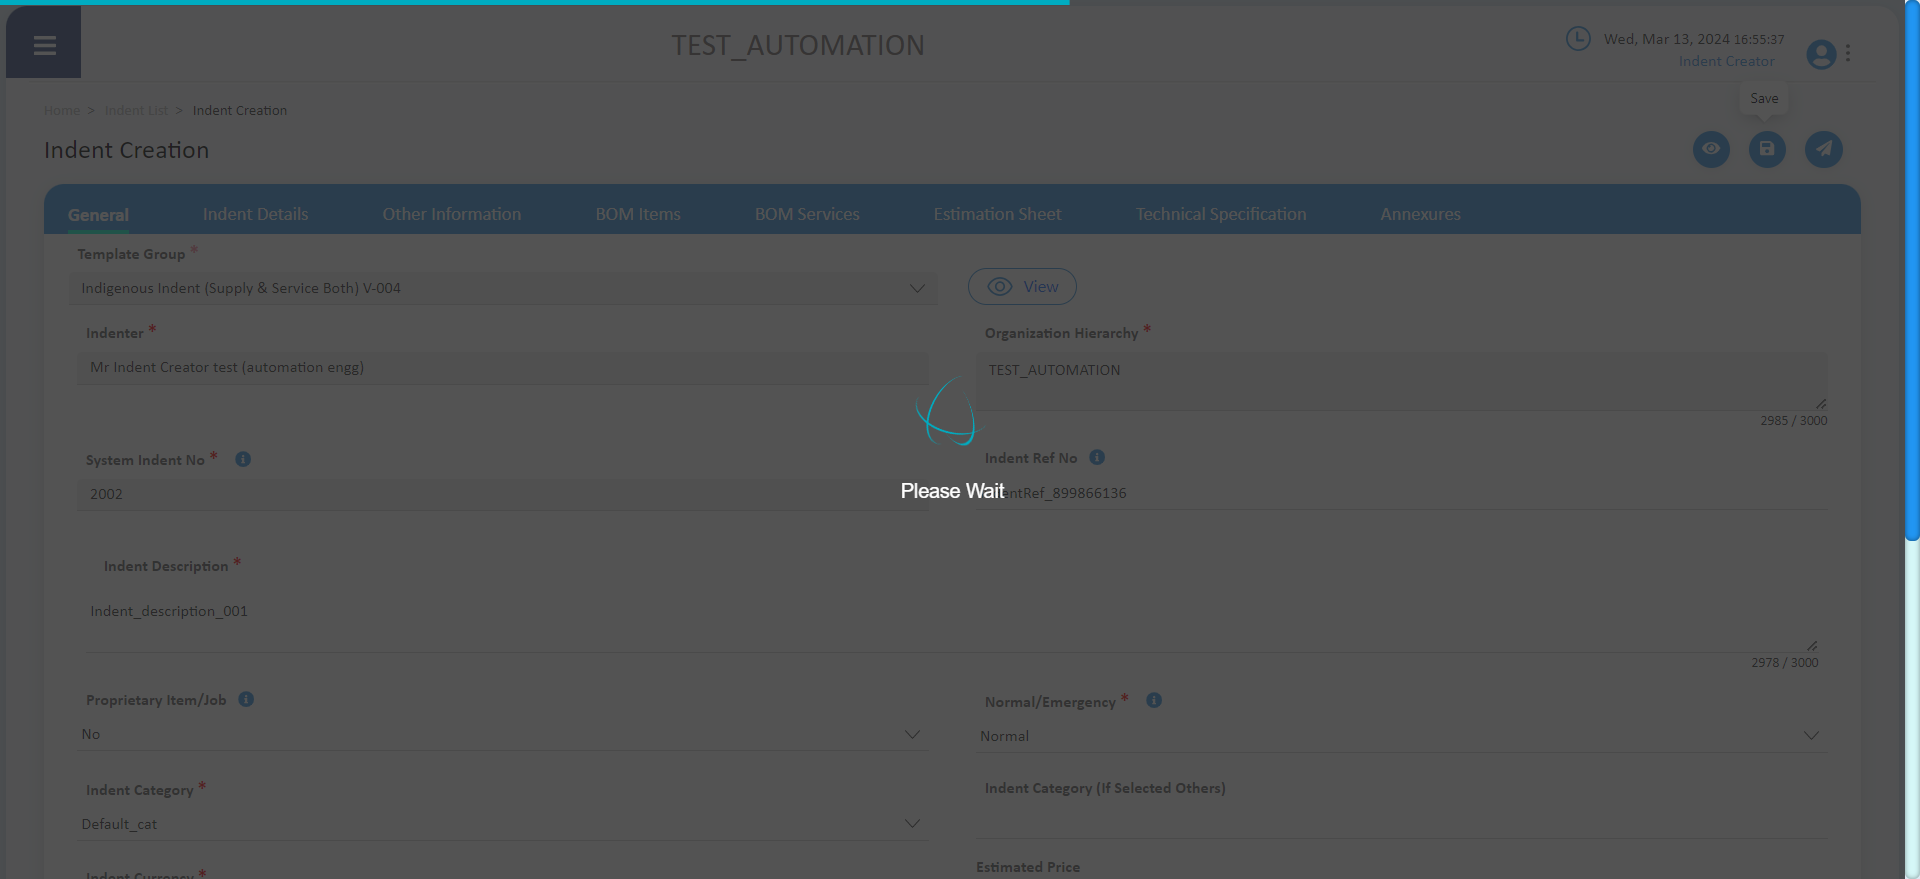 TEST_AUTOMATION
Wed, Mar 13, 2024 16:55:37
Indent Creator
Home > Indent List > Indent Creation
Save
Indent Creation
General Indent Details Other Information BOM Items BOM Services Estimation Sheet Technical Specification Annexures
Template Group *
Indigenous Indent (Supply & Service Both) V-004
View
Indenter *
Organization Hierarchy *
Mr Indent Creator test (automation engg)
TEST_AUTOMATION
2985 / 3000
System Indent No *
Indent Ref No
2002
Please Wait
entRef_899866136
Indent Description *
Indent_description_001
2978 / 3000
Proprietary Item/Job
Normal/Emergency *
No
Normal
Indent Category *
Indent Category (If Selected Others)
Default_cat
Indent Currency *
Estimated Price